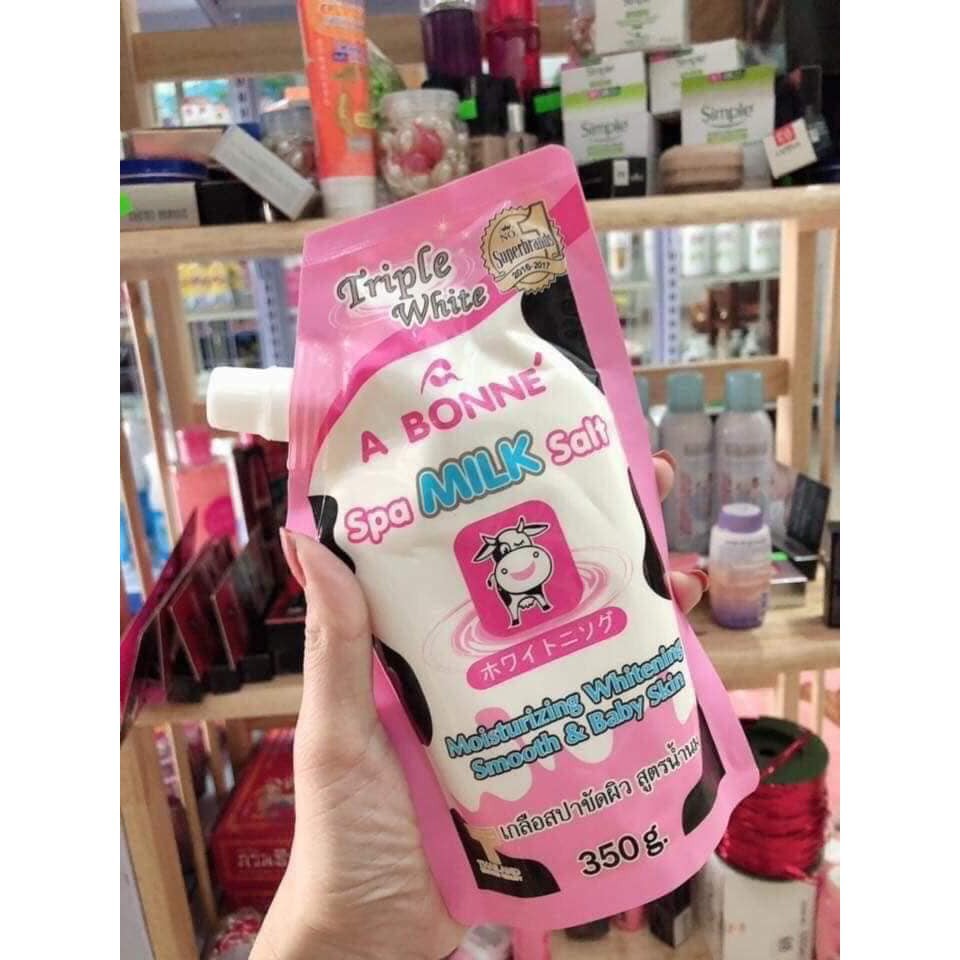 Simple
Simple
NO. 1
Superbrands
2016-2017
Triple
White
A BONNÉ
Spa MILK Salt
ホワイトニング
Moisturizing Whitening
Smooth & Baby Skin
เกลือสปาขัดผิว สูตรน้ำนม
350 g.